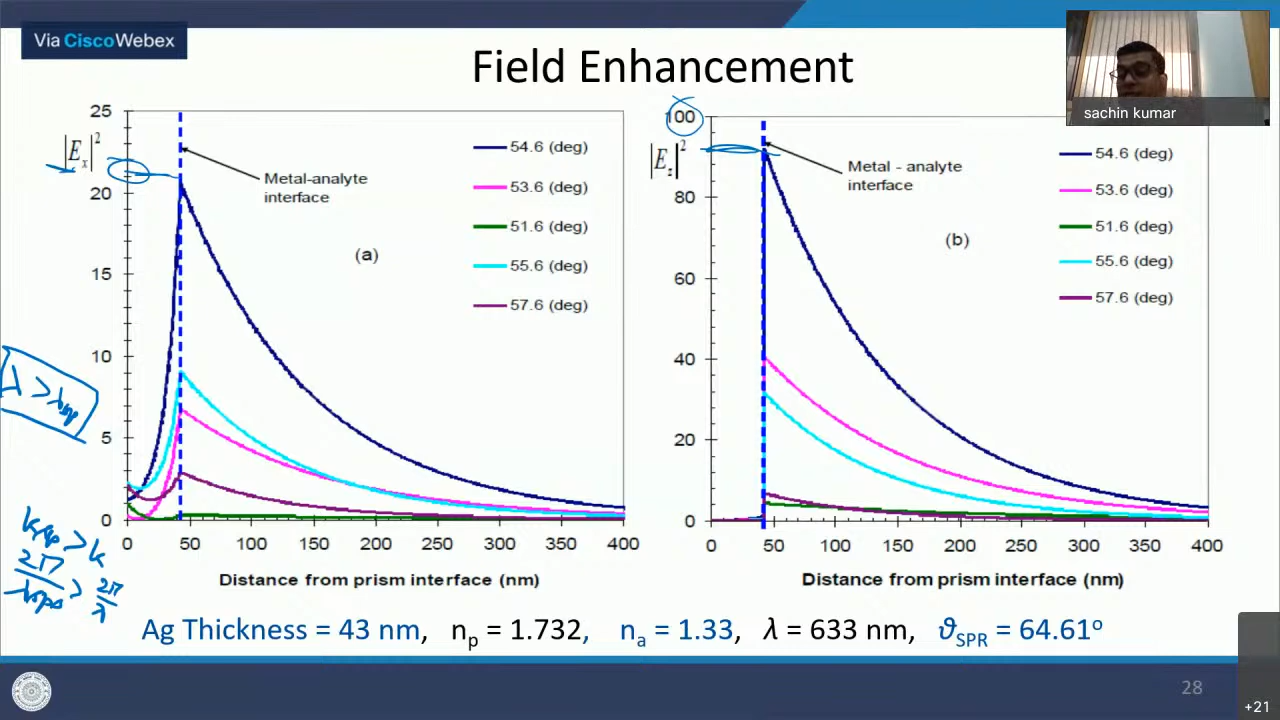 Via CiscoWebex
Field Enhancement
sachin kumar
25
20
15
10
5
0
|Eₓ|²
Metal-analyte
interface
(a)
54.6 (deg)
53.6 (deg)
51.6 (deg)
55.6 (deg)
57.6 (deg)
0 50 100 150 200 250 300 350 400
Distance from prism interface (nm)
100
80
60
40
20
0
|E_z|²
Metal - analyte
interface
(b)
54.6 (deg)
53.6 (deg)
51.6 (deg)
55.6 (deg)
57.6 (deg)
0 50 100 150 200 250 300 350 400
Distance from prism interface (nm)
λ > λsp
ksp > k
2π > 2π
λ
Ag Thickness = 43 nm, nₚ = 1.732, nₐ = 1.33, λ = 633 nm, ϑSPR = 64.61°
28
+21